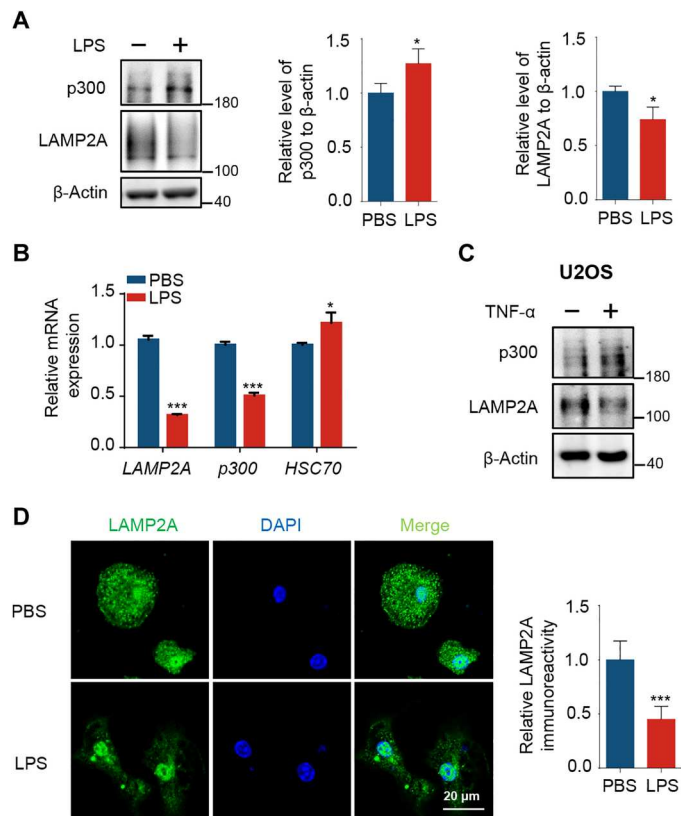 A
LPS
− +
p300
180
LAMP2A
100
β-Actin
40
Relative level of
p300 to β-actin
1.5
1.0
0.5
0.0
*
PBS LPS
Relative level of
LAMP2A to β-actin
1.5
1.0
0.5
0.0
*
PBS LPS
B
PBS
LPS
Relative mRNA
expression
1.5
1.0
0.5
0.0
***
***
*
LAMP2A p300 HSC70
C
U2OS
TNF-α − +
p300
180
LAMP2A
100
β-Actin
40
D
LAMP2A DAPI Merge
PBS
LPS
20 μm
Relative LAMP2A
immunoreactivity
1.5
1.0
0.5
0.0
***
PBS LPS